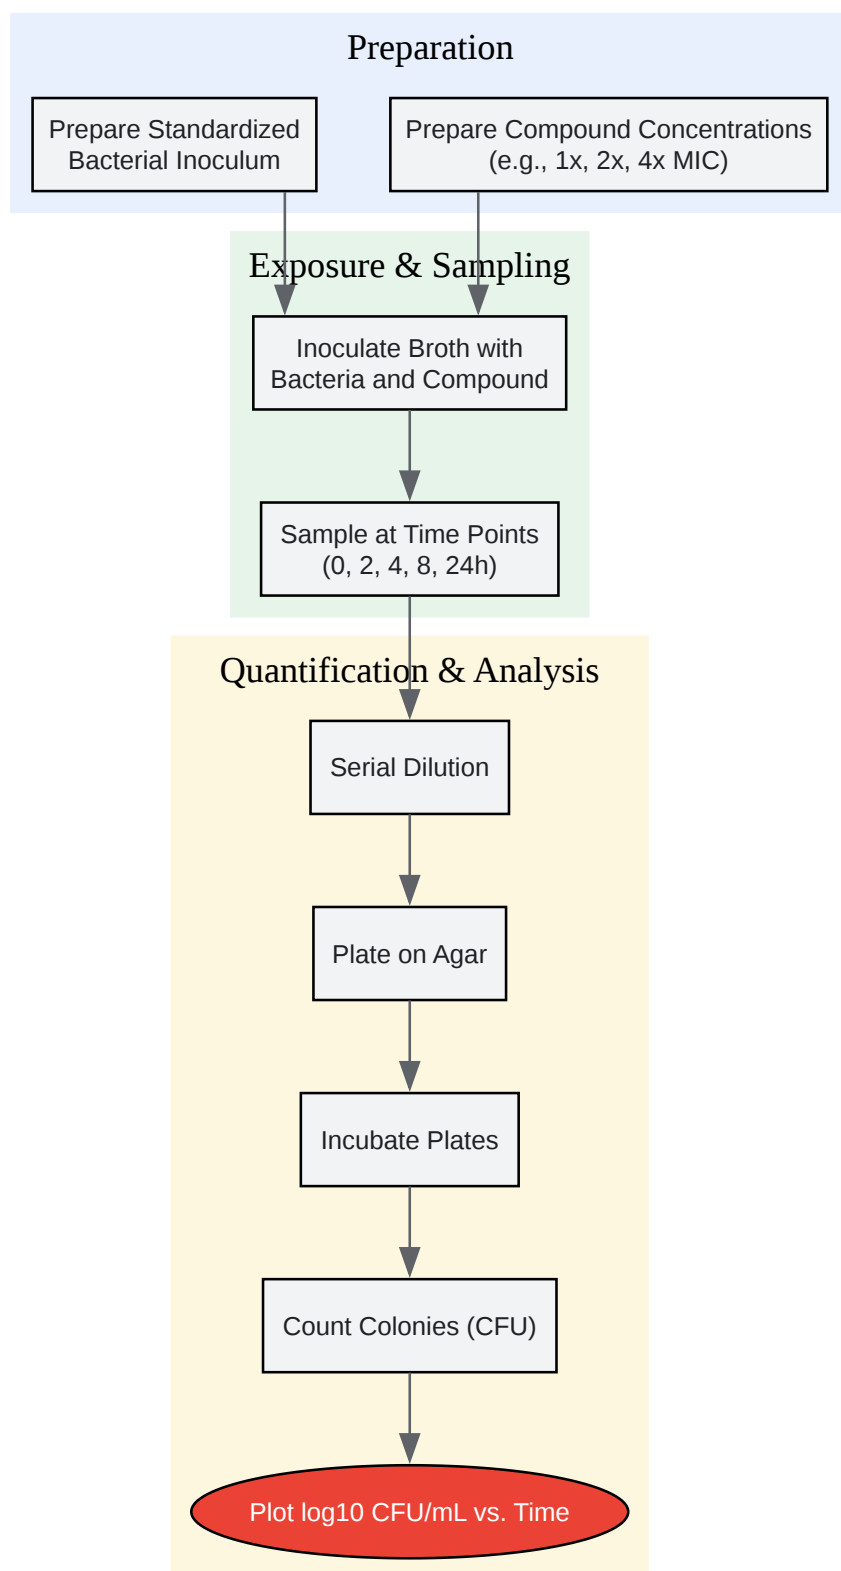 Preparation
Prepare Standardized
Bacterial Inoculum
Prepare Compound Concentrations
(e.g., 1x, 2x, 4x MIC)
Exposure & Sampling
Inoculate Broth with
Bacteria and Compound
Sample at Time Points
(0, 2, 4, 8, 24h)
Quantification & Analysis
Serial Dilution
Plate on Agar
Incubate Plates
Count Colonies (CFU)
Plot log10 CFU/mL vs. Time